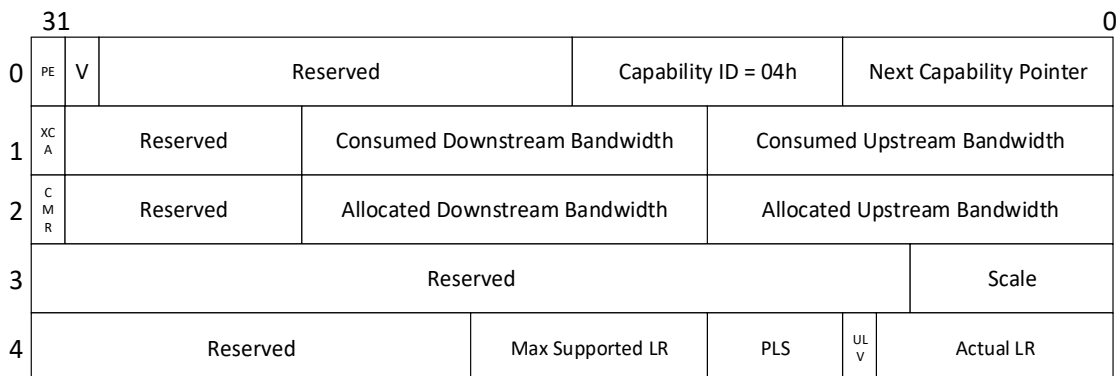 31 0
0 PE V Reserved Capability ID = 04h Next Capability Pointer
1 XC A Reserved Consumed Downstream Bandwidth Consumed Upstream Bandwidth
2 C M R Reserved Allocated Downstream Bandwidth Allocated Upstream Bandwidth
3 Reserved Scale
4 Reserved Max Supported LR PLS UL V Actual LR